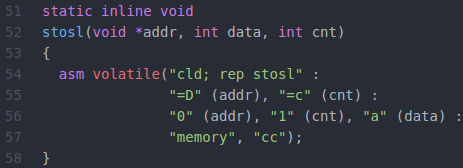 51 static inline void
52 stosl(void *addr, int data, int cnt)
53 {
54   asm volatile("cld; rep stosl" :
55                "=D" (addr), "=c" (cnt) :
56                "0" (addr), "1" (cnt), "a" (data) :
57                "memory", "cc");
58 }